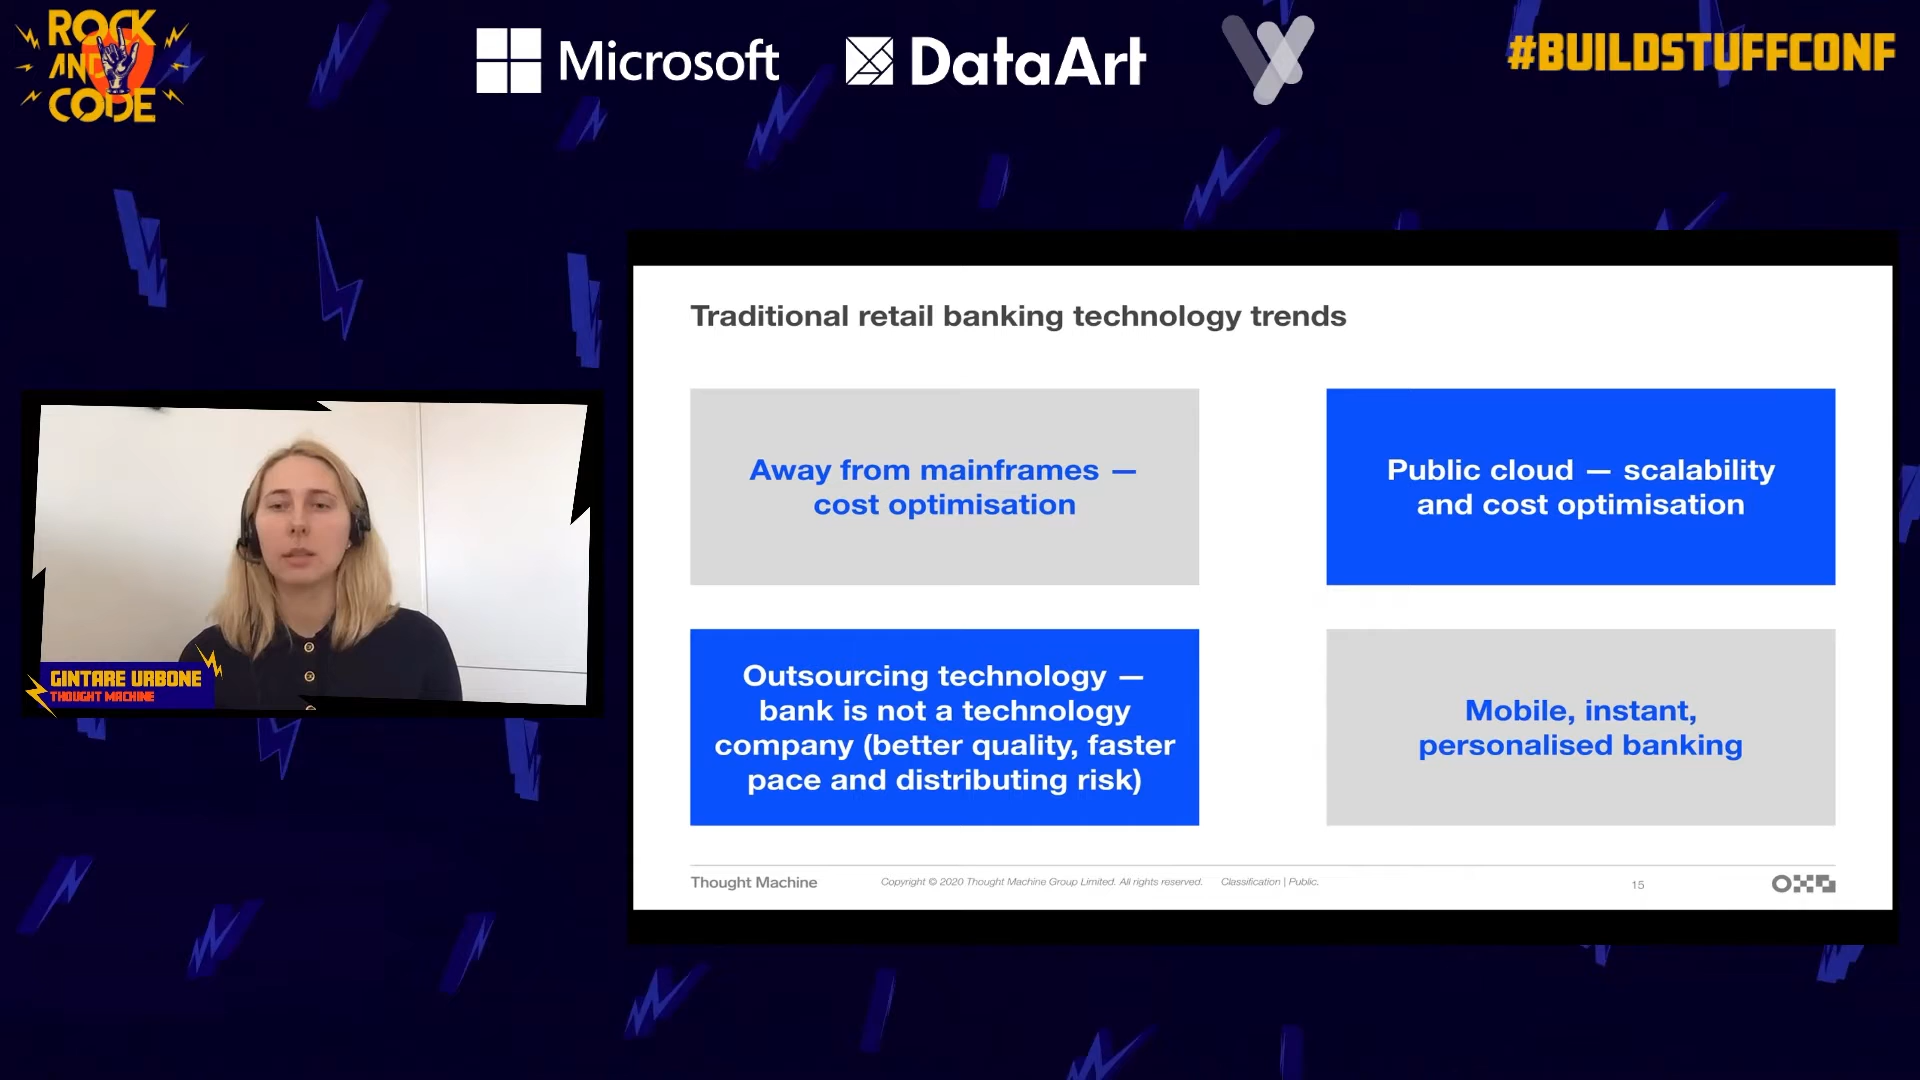 ROCK
AND
CODE
Microsoft
DataArt
#BUILDSTUFFCONF
GINTARE URBONE
THOUGHT MACHINE
Traditional retail banking technology trends
Away from mainframes —
cost optimisation
Public cloud — scalability
and cost optimisation
Outsourcing technology —
bank is not a technology
company (better quality, faster
pace and distributing risk)
Mobile, instant,
personalised banking
Thought Machine
Copyright © 2020 Thought Machine Group Limited. All rights reserved.
Classification | Public.
15